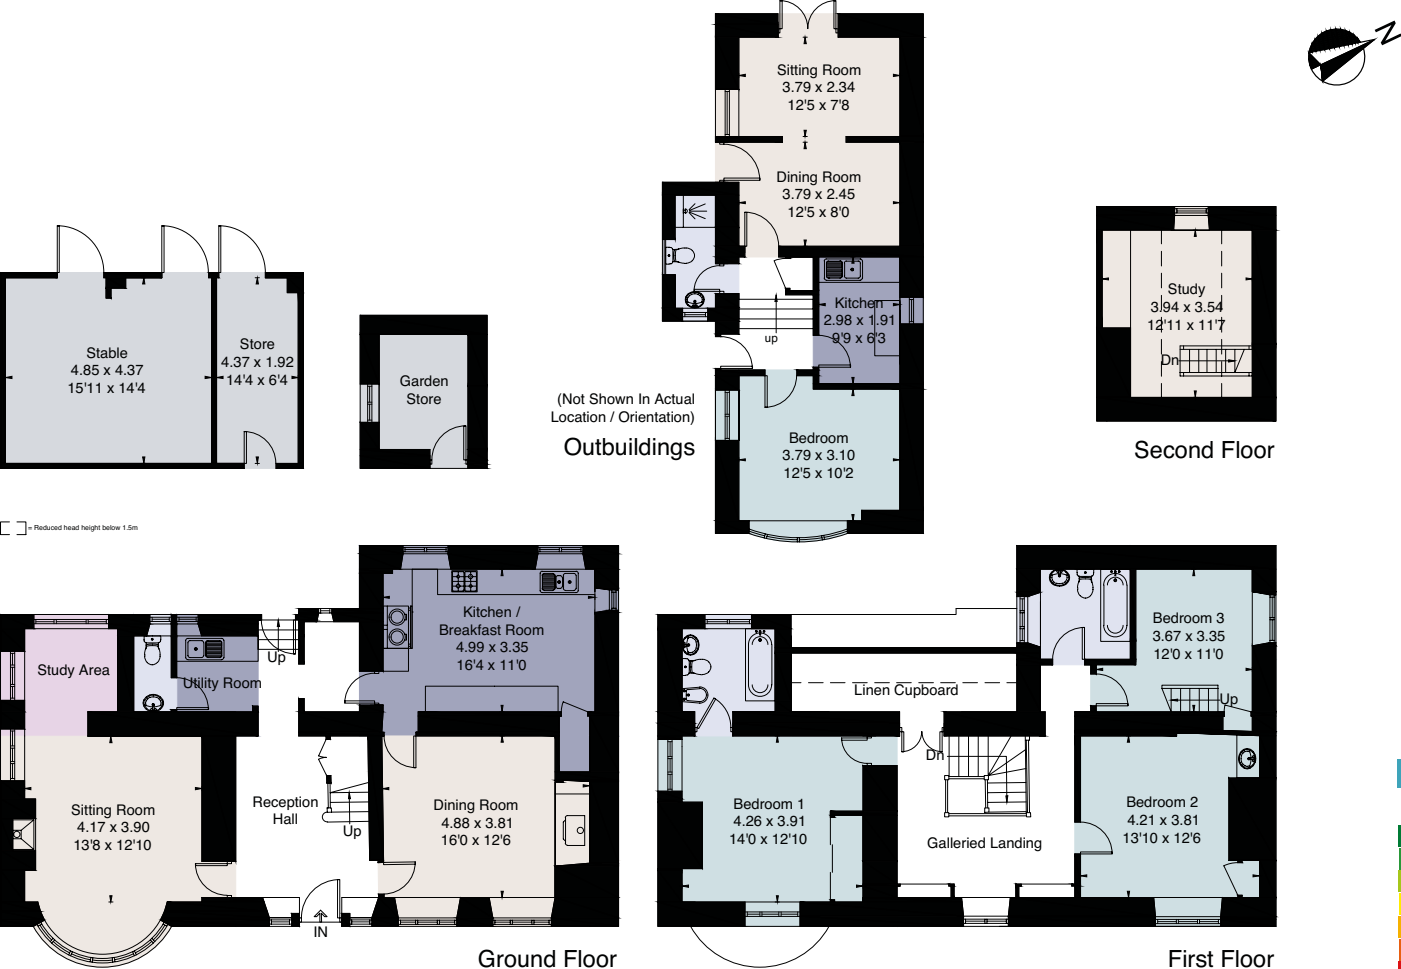 N
Sitting Room
3.79 x 2.34
12'5 x 7'8
Dining Room
3.79 x 2.45
12'5 x 8'0
Kitchen
2.98 x 1.91
9'9 x 6'3
up
Bedroom
3.79 x 3.10
12'5 x 10'2
(Not Shown In Actual
Location / Orientation)
Outbuildings
Stable
4.85 x 4.37
15'11 x 14'4
Store
4.37 x 1.92
14'4 x 6'4
Garden
Store
Study
3.94 x 3.54
12'11 x 11'7
Dn
Second Floor
= Reduced head height below 1.5m
Kitchen /
Breakfast Room
4.99 x 3.35
16'4 x 11'0
Study Area
Utility Room
Up
Sitting Room
4.17 x 3.90
13'8 x 12'10
Reception
Hall
Up
Dining Room
4.88 x 3.81
16'0 x 12'6
IN
Ground Floor
Bedroom 3
3.67 x 3.35
12'0 x 11'0
Up
Linen Cupboard
Dn
Bedroom 1
4.26 x 3.91
14'0 x 12'10
Galleried Landing
Bedroom 2
4.21 x 3.81
13'10 x 12'6
First Floor